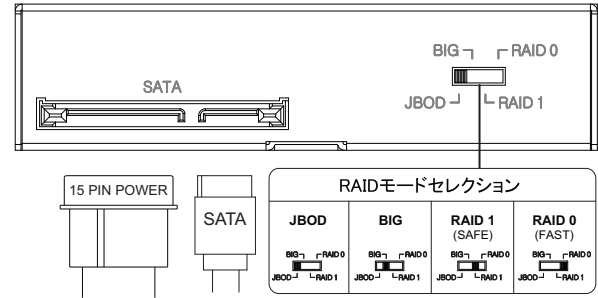 BIG RAID 0
SATA
JBOD RAID 1
RAIDモードセレクション
15 PIN POWER
SATA
JBOD BIG RAID 1 RAID 0
(SAFE) (FAST)
BIG RAID 0 BIG RAID 0 BIG RAID 0 BIG RAID 0
JBOD RAID 1 JBOD RAID 1 JBOD RAID 1 JBOD RAID 1